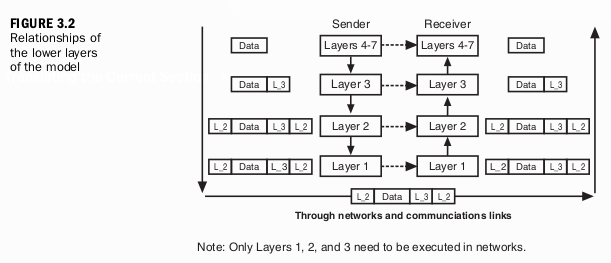 FIGURE 3.2
Relationships of
the lower layers
of the model
Sender Receiver
Data Layers 4-7 Layers 4-7 Data
Data L_3 Layer 3 Layer 3 Data L_3
L_2 Data L_3 L_2 Layer 2 Layer 2 L_2 Data L_3 L_2
L_2 Data L_3 L_2 Layer 1 Layer 1 L_2 Data L_3 L_2
L_2 Data L_3 L_2
Through networks and communciations links
Note: Only Layers 1, 2, and 3 need to be executed in networks.